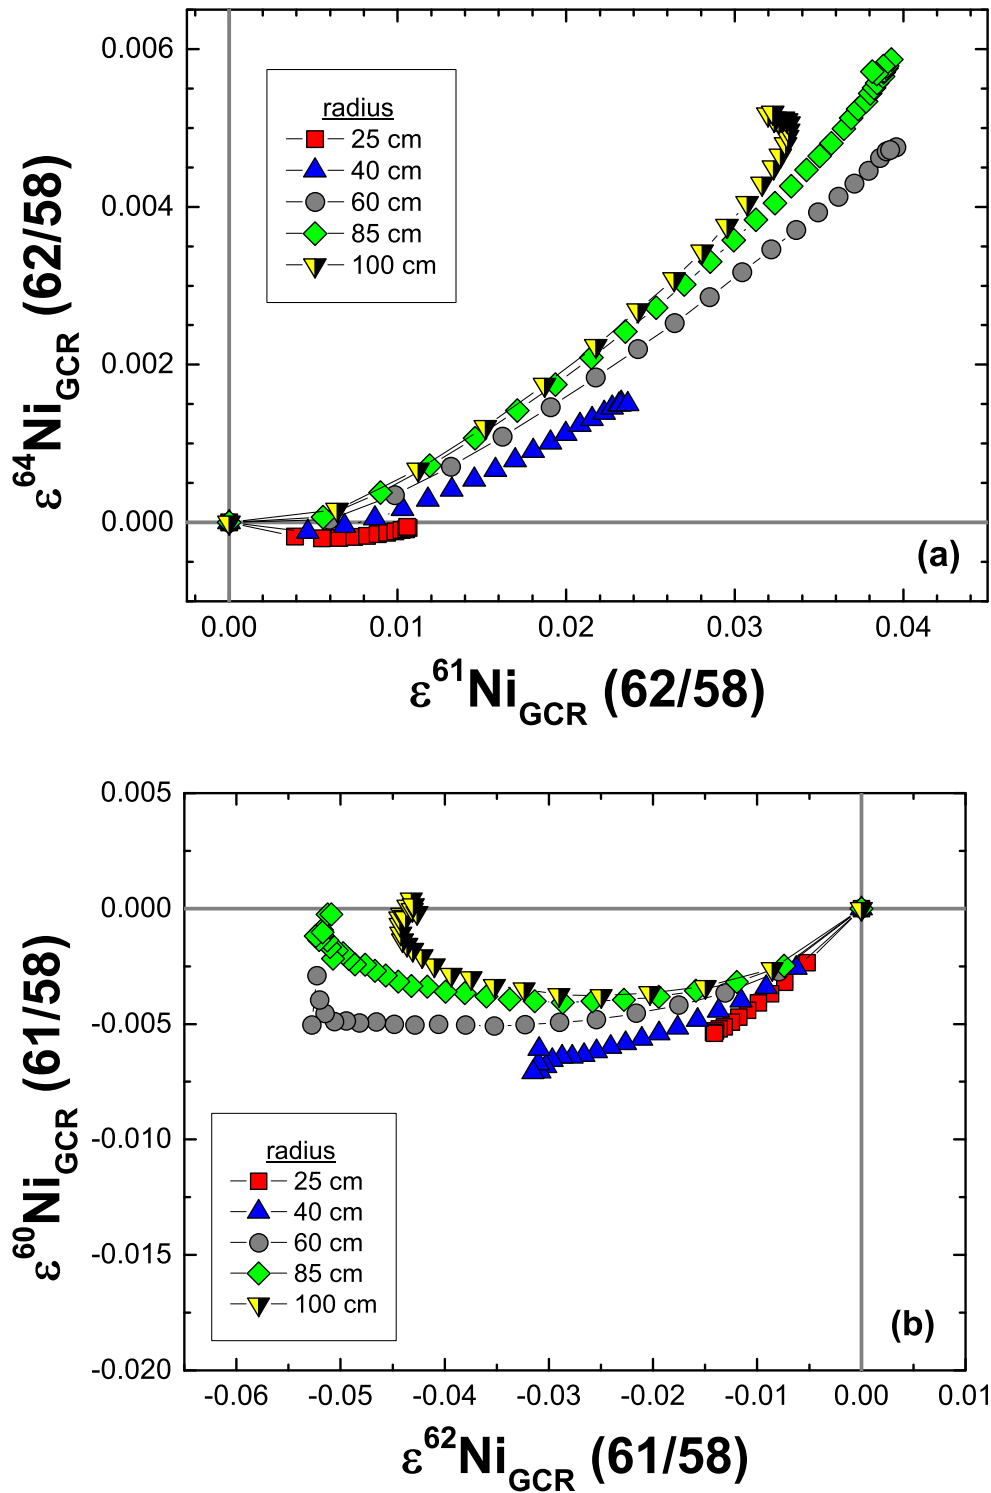 0.006
0.004
0.002
0.000
ε64NiGCR (62/58)
radius
25 cm
40 cm
60 cm
85 cm
100 cm
(a)
0.00 0.01 0.02 0.03 0.04
ε61NiGCR (62/58)
0.005
0.000
-0.005
-0.010
-0.015
-0.020
ε60NiGCR (61/58)
radius
25 cm
40 cm
60 cm
85 cm
100 cm
(b)
-0.06 -0.05 -0.04 -0.03 -0.02 -0.01 0.00 0.01
ε62NiGCR (61/58)